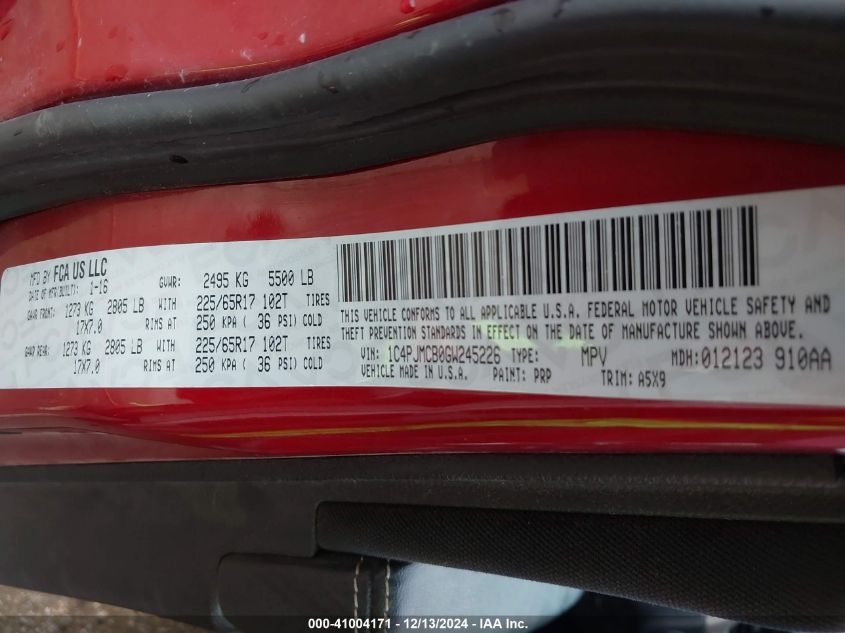 MFD BY FCA US LLC
DATE OF MFR(BUILT): 1-16 GVWR: 2495 KG 5500 LB
GAWR FRONT: 1273 KG 2805 LB WITH 225/65R17 102T TIRES
17X7.0 RIMS AT 250 KPA ( 36 PSI) COLD
GAWR REAR: 1273 KG 2805 LB WITH 225/65R17 102T TIRES
17X7.0 RIMS AT 250 KPA ( 36 PSI) COLD
THIS VEHICLE CONFORMS TO ALL APPLICABLE U.S.A. FEDERAL MOTOR VEHICLE SAFETY AND
THEFT PREVENTION STANDARDS IN EFFECT ON THE DATE OF MANUFACTURE SHOWN ABOVE.
VIN: 1C4PJMCB0GW245226 TYPE: MPV MDH:012123 910AA
VEHICLE MADE IN U.S.A. PAINT: PRP TRIM: A5X9
000-41004171 - 12/13/2024 - IAA Inc.